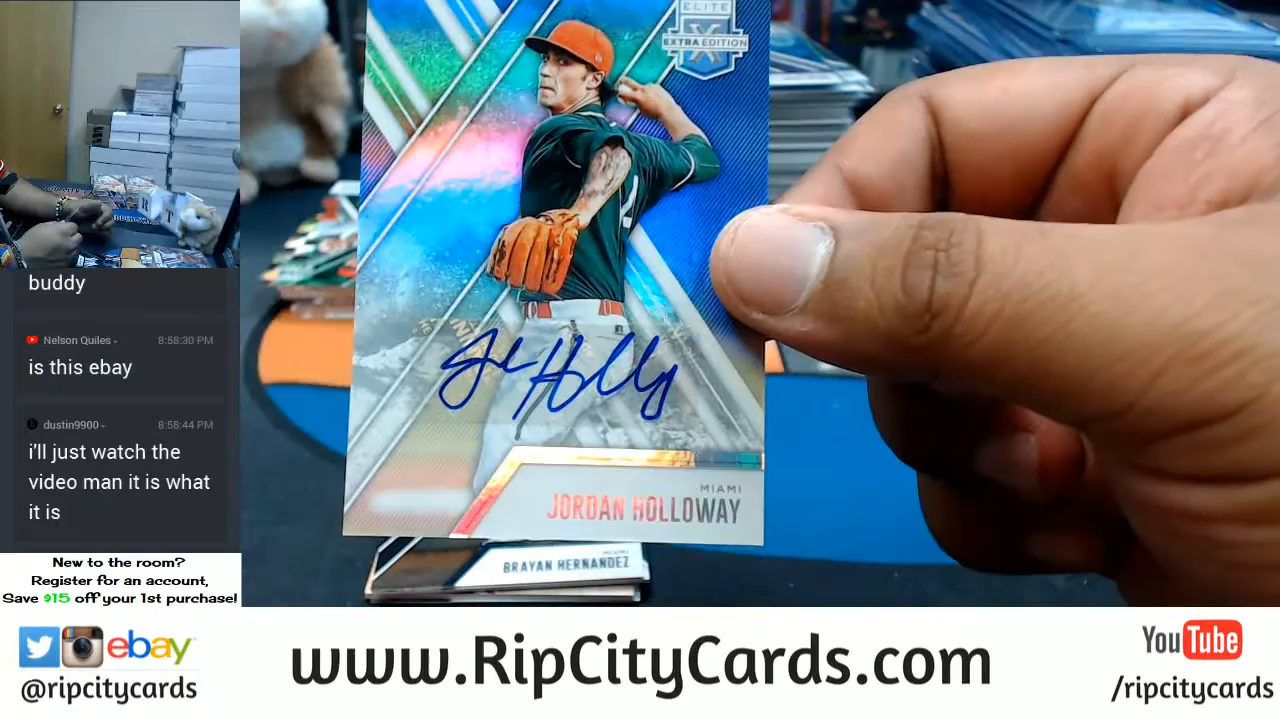 buddy
Nelson Quiles
8:58:30 PM
is this ebay
dustin9900
8:58:44 PM
i'll just watch the
video man it is what
it is
New to the room?
Register for an account,
Save $15 off your 1st purchase!
ELITE
EXTRA EDITION
X
MIAMI
JORDAN HOLLOWAY
BRAYAN HERNANDEZ
ebay
@ripcitycards
www.RipCityCards.com
YouTube
/ripcitycards